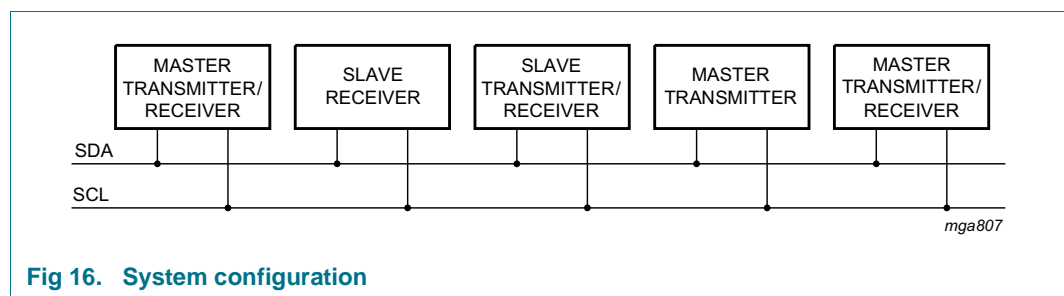 MASTER
TRANSMITTER/
RECEIVER
SLAVE
RECEIVER
SLAVE
TRANSMITTER/
RECEIVER
MASTER
TRANSMITTER
MASTER
TRANSMITTER/
RECEIVER
SDA
SCL
mga807
Fig 16. System configuration